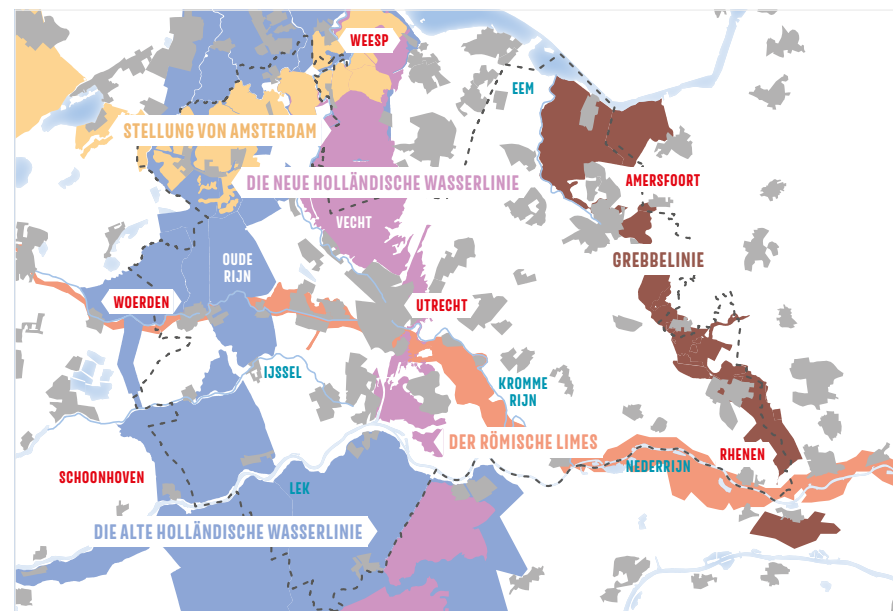 WEESP
EEM
STELLUNG VON AMSTERDAM
DIE NEUE HOLLÄNDISCHE WASSERLINIE
AMERSFOORT
VECHT
OUDE
RIJN
GREBBELINIE
WOERDEN
UTRECHT
IJSSEL
KROMME
RIJN
DER RÖMISCHE LIMES
SCHOONHOVEN
LEK
NEDERRIJN
RHENEN
DIE ALTE HOLLÄNDISCHE WASSERLINIE